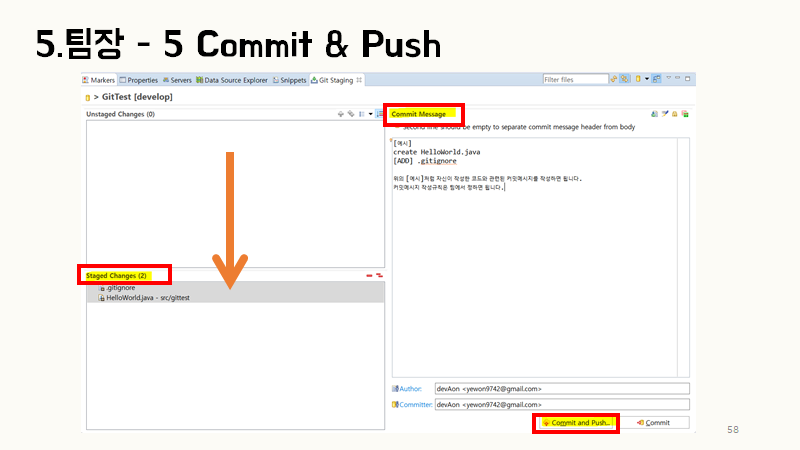 5.팀장 - 5 Commit & Push
Markers Properties Servers Data Source Explorer Snippets Git Staging
Filter files
> GitTest [develop]
Unstaged Changes (0)
Commit Message
Second line should be empty to separate commit message header from body
[예시]
create HelloWorld.java
[ADD] .gitignore
위의 [예시]처럼 자신이 작성한 코드와 관련된 커밋메시지를 작성하면 됩니다.
커밋메시지 작성규칙은 팀에서 정하면 됩니다.
Staged Changes (2)
.gitignore
HelloWorld.java - src/gittest
Author: devAon <yewon9742@gmail.com>
Committer: devAon <yewon9742@gmail.com>
Commit and Push... Commit
58